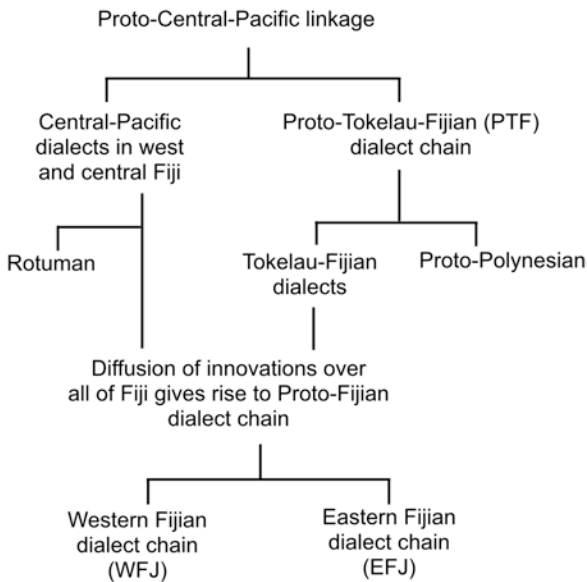 Proto-Central-Pacific linkage
Central-Pacific
dialects in west
and central Fiji
Proto-Tokelau-Fijian (PTF)
dialect chain
Rotuman
Tokelau-Fijian
dialects
Proto-Polynesian
Diffusion of innovations over
all of Fiji gives rise to Proto-Fijian
dialect chain
Western Fijian
dialect chain
(WFJ)
Eastern Fijian
dialect chain
(EFJ)